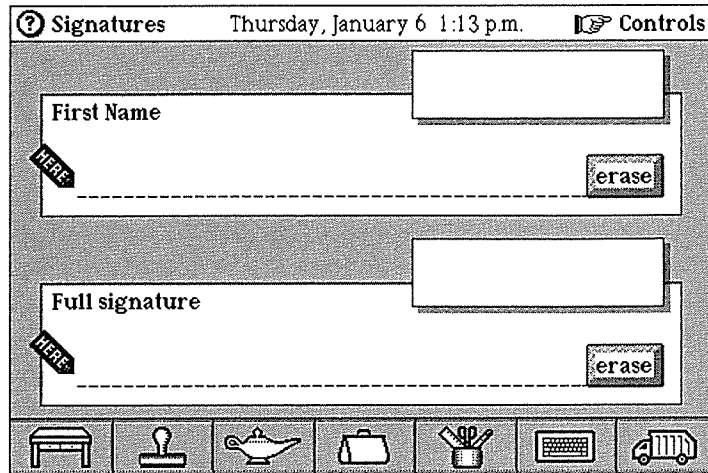 ? Signatures Thursday, January 6 1:13 p.m. Controls
First Name
HERE
erase
Full signature
HERE
erase